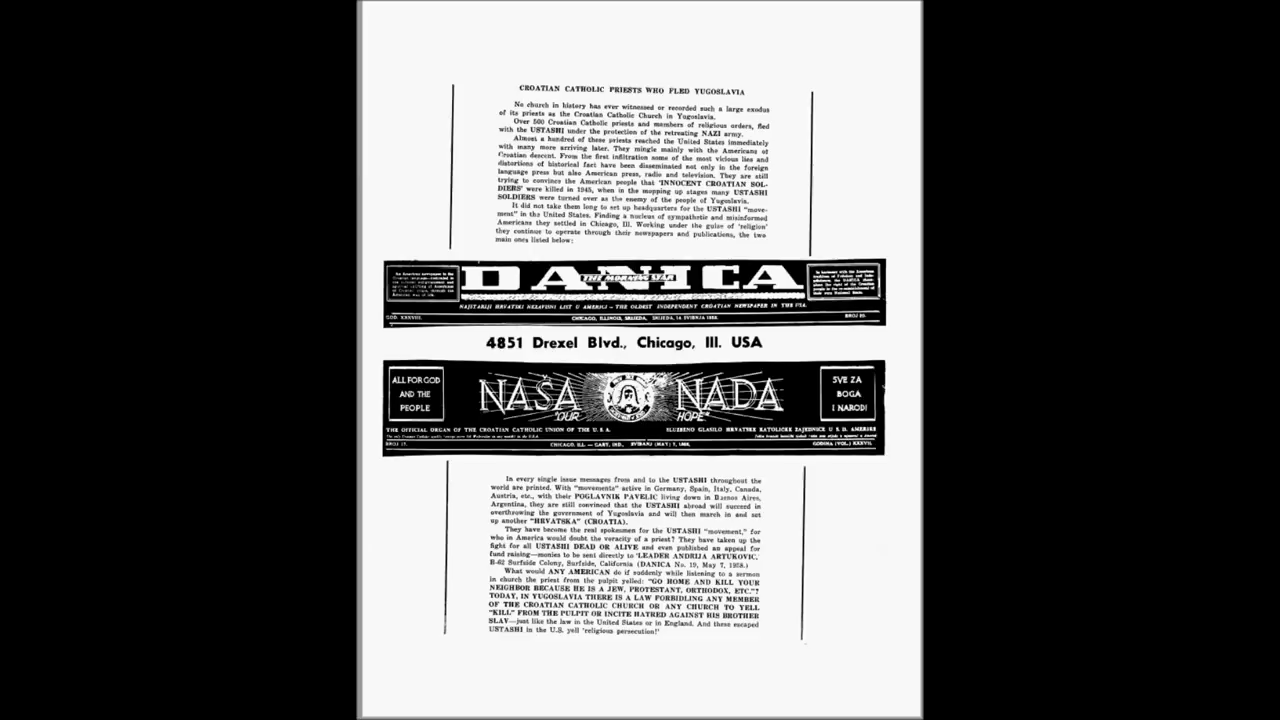 CROATIAN CATHOLIC PRIESTS WHO FLED YUGOSLAVIA
No church in history has ever witnessed or recorded such a large exodus
of its priests as the Croatian Catholic Church in Yugoslavia.
Over 500 Croatian Catholic priests and members of religious orders, fled
with the USTASHI under the protection of the retreating NAZI army.
Almost a hundred of these priests reached the United States immediately
with many more arriving later. They mingle mainly with the Americans of
Croatian descent. From the first infiltration some of the most vicious lies and
distortions of historical fact have been disseminated not only in the foreign
language press but also American press, radio and television. They are still
trying to convince the American people that 'INNOCENT CROATIAN SOL-
DIERS' were killed in 1945, when in the mopping up stages many USTASHI
SOLDIERS were turned over as the enemy of the people of Yugoslavia.
It did not take them long to set up headquarters for the USTASHI "move-
ment" in the United States. Finding a nucleus of sympathetic and misinformed
Americans they settled in Chicago, Ill. Working under the guise of 'religion'
they continue to operate through their newspapers and publications, the two
main ones listed below:
DANICA
THE MORNING STAR
NAJSTARIJI HRVATSKI NEZAVISNI LIST U AMERICI — THE OLDEST INDEPENDENT CROATIAN NEWSPAPER IN THE USA.
GOD. XXXVIII. CHICAGO, ILLINOIS, SRIJEDA, 14 SVIBNJA 1958. BROJ 20.
4851 Drexel Blvd., Chicago, Ill. USA
ALL FOR GOD
AND THE
PEOPLE
NAŠA NADA
"OUR HOPE"
SVE ZA
BOGA
I NAROD!
THE OFFICIAL ORGAN OF THE CROATIAN CATHOLIC UNION OF THE U. S. A. SLUZBENO GLASILO HRVATSKE KATOLICKE ZAJEDNICE U S. D. AMERIKE
BROJ 17. CHICAGO, ILL. — GARY, IND., SVIBANJ (MAY) 7, 1958. GODINA (VOL.) XXXVII.
In every single issue messages from and to the USTASHI throughout the
world are printed. With "movements" active in Germany, Spain, Italy, Canada,
Austria, etc., with their POGLAVNIK PAVELIC living down in Buenos Aires,
Argentina, they are still convinced that the USTASHI abroad will succeed in
overthrowing the government of Yugoslavia and will then march in and set
up another "HRVATSKA" (CROATIA).
They have become the real spokesmen for the USTASHI "movement," for
who in America would doubt the veracity of a priest? They have taken up the
fight for all USTASHI DEAD OR ALIVE and even published an appeal for
fund raising—monies to be sent directly to 'LEADER ANDRIJA ARTUKOVIC,
B-62 Surfside Colony, Surfside, California (DANICA No. 19, May 7, 1958.)
What would ANY AMERICAN do if suddenly while listening to a sermon
in church the priest from the pulpit yelled: "GO HOME AND KILL YOUR
NEIGHBOR BECAUSE HE IS A JEW, PROTESTANT, ORTHODOX, ETC."?
TODAY, IN YUGOSLAVIA THERE IS A LAW FORBIDLING ANY MEMBER
OF THE CROATIAN CATHOLIC CHURCH OR ANY CHURCH TO YELL
"KILL" FROM THE PULPIT OR INCITE HATRED AGAINST HIS BROTHER
SLAV—just like the law in the United States or in England. And these escaped
USTASHI in the U.S. yell 'religious persecution!'